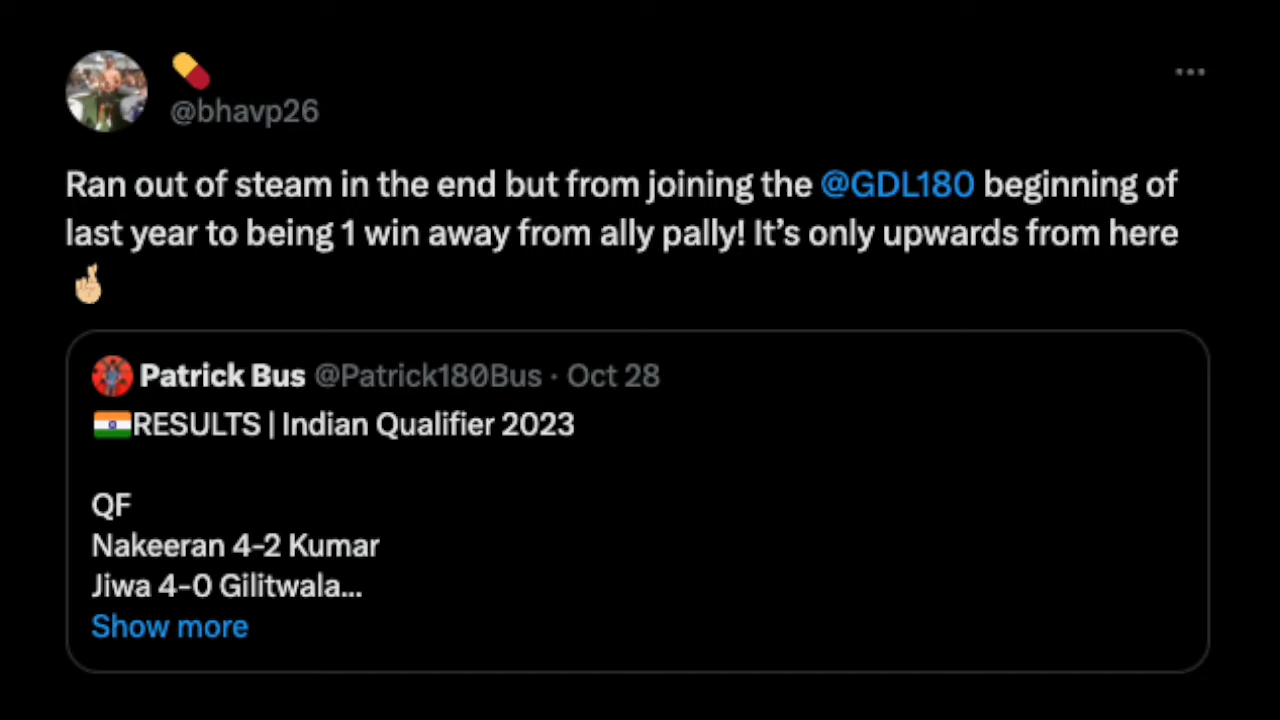 @bhavp26
Ran out of steam in the end but from joining the @GDL180 beginning of
last year to being 1 win away from ally pally! It’s only upwards from here
Patrick Bus @Patrick180Bus · Oct 28
RESULTS | Indian Qualifier 2023
QF
Nakeeran 4-2 Kumar
Jiwa 4-0 Gilitwala...
Show more